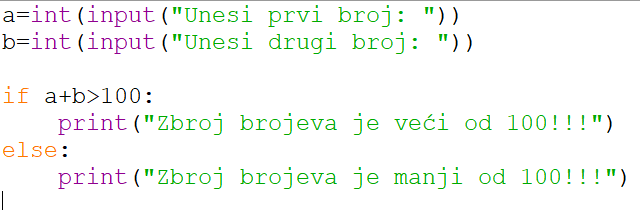 a=int(input("Unesi prvi broj: "))
b=int(input("Unesi drugi broj: "))
if a+b>100:
    print("Zbroj brojeva je veći od 100!!!")
else:
    print("Zbroj brojeva je manji od 100!!!")